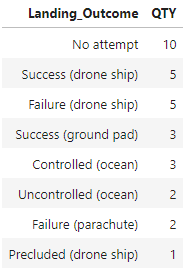 Landing_Outcome QTY
No attempt 10
Success (drone ship) 5
Failure (drone ship) 5
Success (ground pad) 3
Controlled (ocean) 3
Uncontrolled (ocean) 2
Failure (parachute) 2
Precluded (drone ship) 1